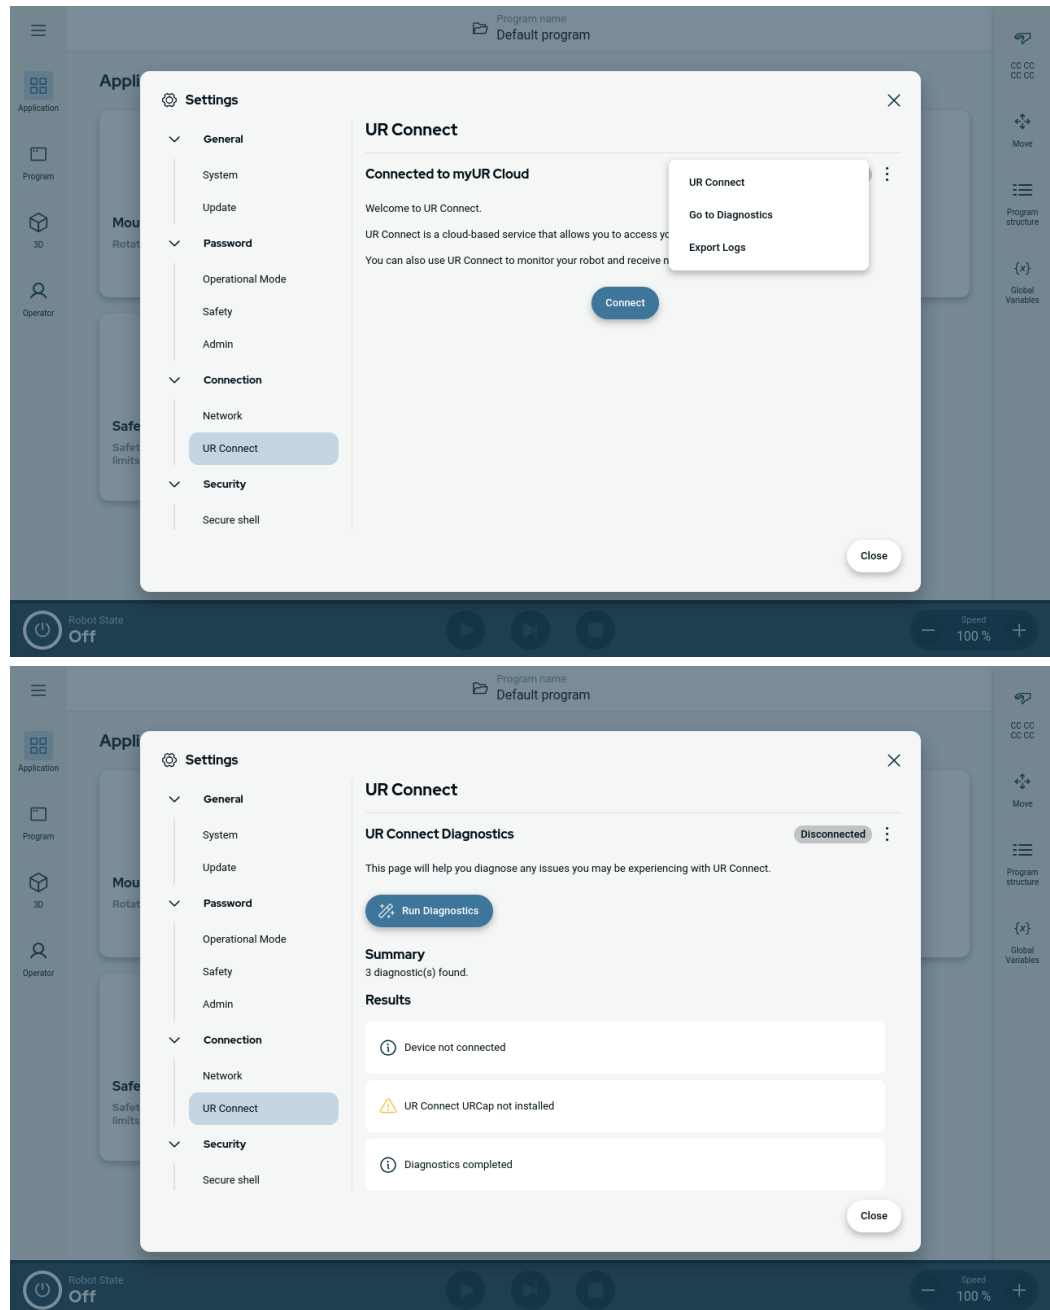 Program name
Default program
Application
Program
3D
Operator
Appli
Mou
Rotat
Safe
Safet
limits
Settings
General
System
Update
Password
Operational Mode
Safety
Admin
Connection
Network
UR Connect
Security
Secure shell
UR Connect
Connected to myUR Cloud
Welcome to UR Connect.
UR Connect is a cloud-based service that allows you to access yo
You can also use UR Connect to monitor your robot and receive n
Connect
UR Connect
Go to Diagnostics
Export Logs
Close
CC CC
CC CC
Move
Program
structure
{x}
Global
Variables
Robot State
Off
Speed
100 %
Program name
Default program
Application
Program
3D
Operator
Appli
Mou
Rotat
Safe
Safet
limits
Settings
General
System
Update
Password
Operational Mode
Safety
Admin
Connection
Network
UR Connect
Security
Secure shell
UR Connect
UR Connect Diagnostics
Disconnected
This page will help you diagnose any issues you may be experiencing with UR Connect.
Run Diagnostics
Summary
3 diagnostic(s) found.
Results
Device not connected
UR Connect URCap not installed
Diagnostics completed
Close
CC CC
CC CC
Move
Program
structure
{x}
Global
Variables
Robot State
Off
Speed
100 %